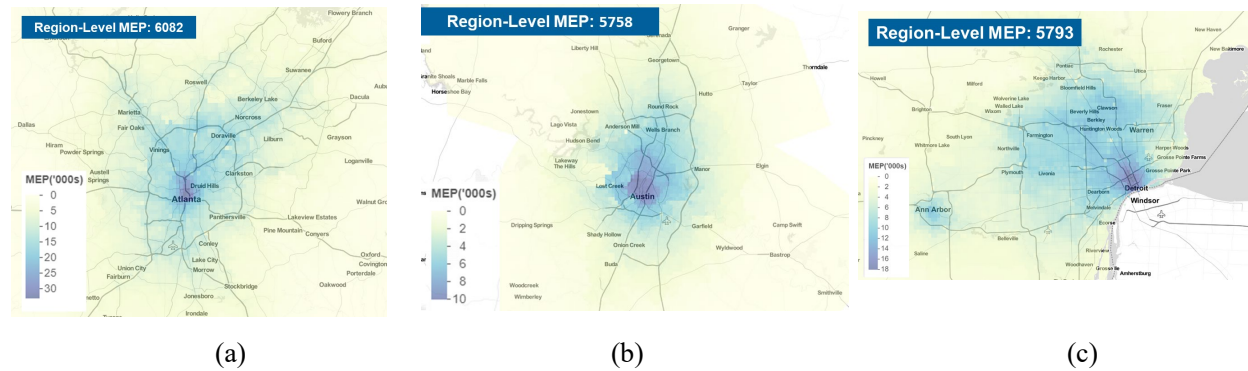 Region-Level MEP: 6082
Flowery Branch
Buford
Suwanee
Roswell
Berkeley Lake
Dacula
Marietta
Norcross
Dallas
Fair Oaks
Doraville
Grayson
Hiram
Vinings
Lilburn
Powder Springs
Loganville
Austell
Springs
Clarkston
Druid Hills
Atlanta
Panthersville
Lakeview Estates
Pine Mountain
Conyers
Conley
Oxford
Union City
Lake City
Covington
Fairburn
Morrow
Porterdale
Stockbridge
Oakwood
Jonesboro
Irondale
MEP('000s)
0
5
10
15
20
25
30
(a)
Region-Level MEP: 5758
Granger
Liberty Hill
Georgetown
Thorndale
Marble Falls
Taylor
Horseshoe Bay
Hutto
Jonestown
Round Rock
Lago Vista
Anderson Mill
Wells Branch
Hudson Bend
Lakeway
The Hills
Manor
Elgin
Lost Creek
Austin
Dripping Springs
Shady Hollow
Garfield
Camp Swift
Onion Creek
Wyldwood
Buda
Bastrop
Woodcreek
Wimberley
Smithville
MEP('000s)
0
2
4
6
8
10
(b)
Region-Level MEP: 5793
New Haven
Rochester
New Baltimore
Pontiac
Utica
Howell
Keego Harbor
Milford
Bloomfield Hills
Wolverine Lake
Walled Lake
Clawson
Fraser
Brighton
Wixom
Beverly Hills
Berkley
Huntington Woods
Warren
Pinckney
South Lyon
Farmington
Whitmore Lake
Northville
Harper Woods
Grosse Pointe Farms
Plymouth
Livonia
Grosse Pointe Park
Dearborn
Detroit
Melvindale
Windsor
Ann Arbor
Ecorse
Belleville
Riverview
Saline
Woodhaven
Grosse Ile
Amherstburg
MEP('000s)
0
2
4
6
8
10
12
14
16
18
(c)